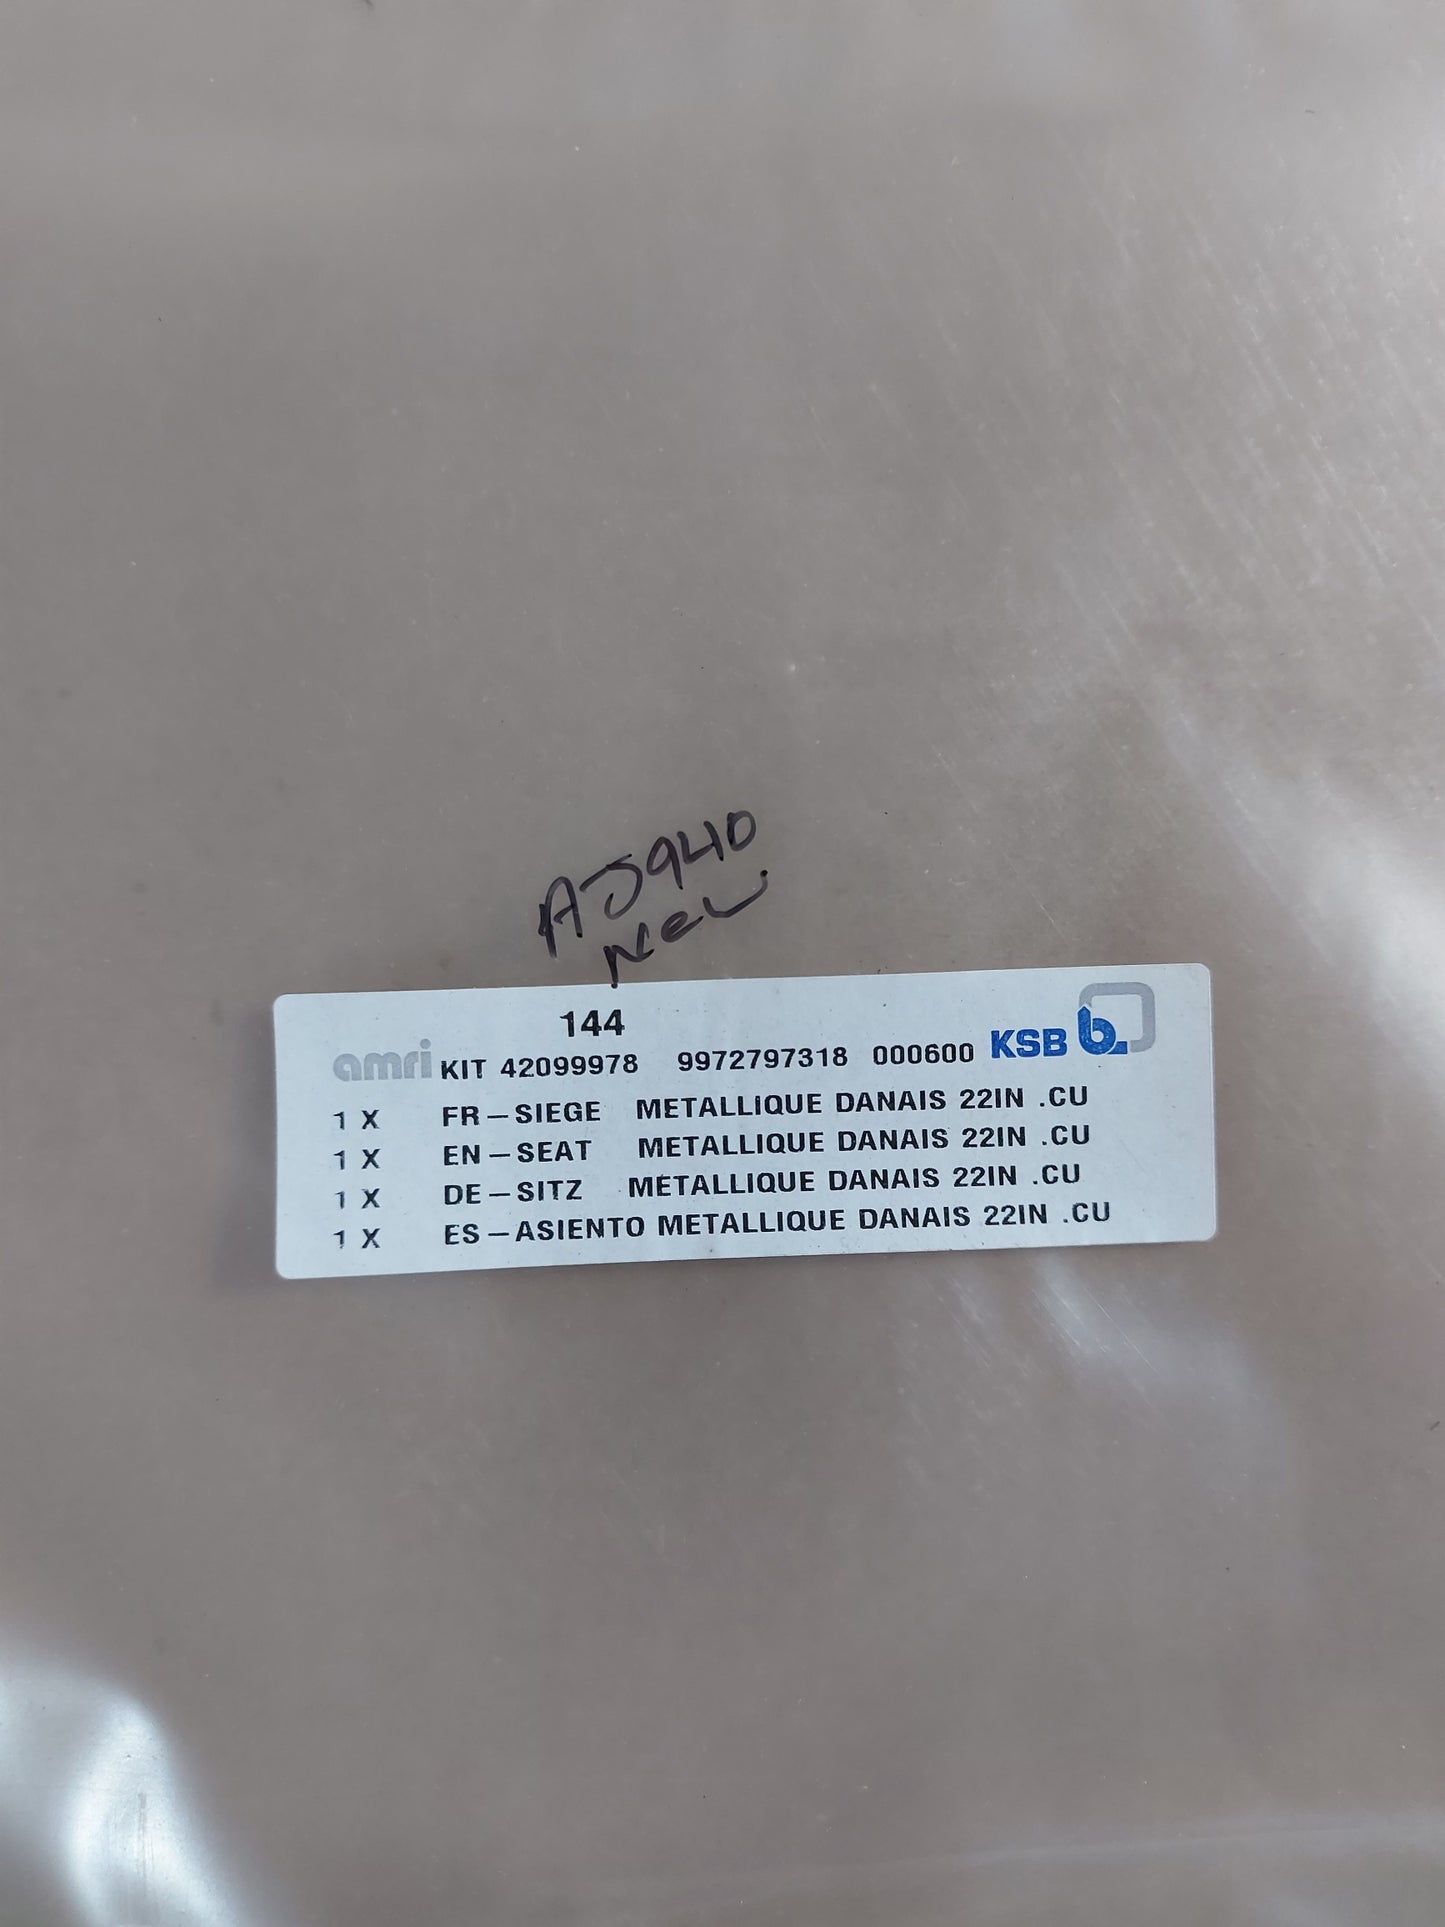 AJ940
New
144
amri KIT 42099978 9972797318 000600 KSB b.
1 X FR-SIEGE METALLIQUE DANAIS 22IN .CU
1 X EN-SEAT METALLIQUE DANAIS 22IN .CU
1 X DE-SITZ METALLIQUE DANAIS 22IN .CU
1 X ES-ASIENTO METALLIQUE DANAIS 22IN .CU